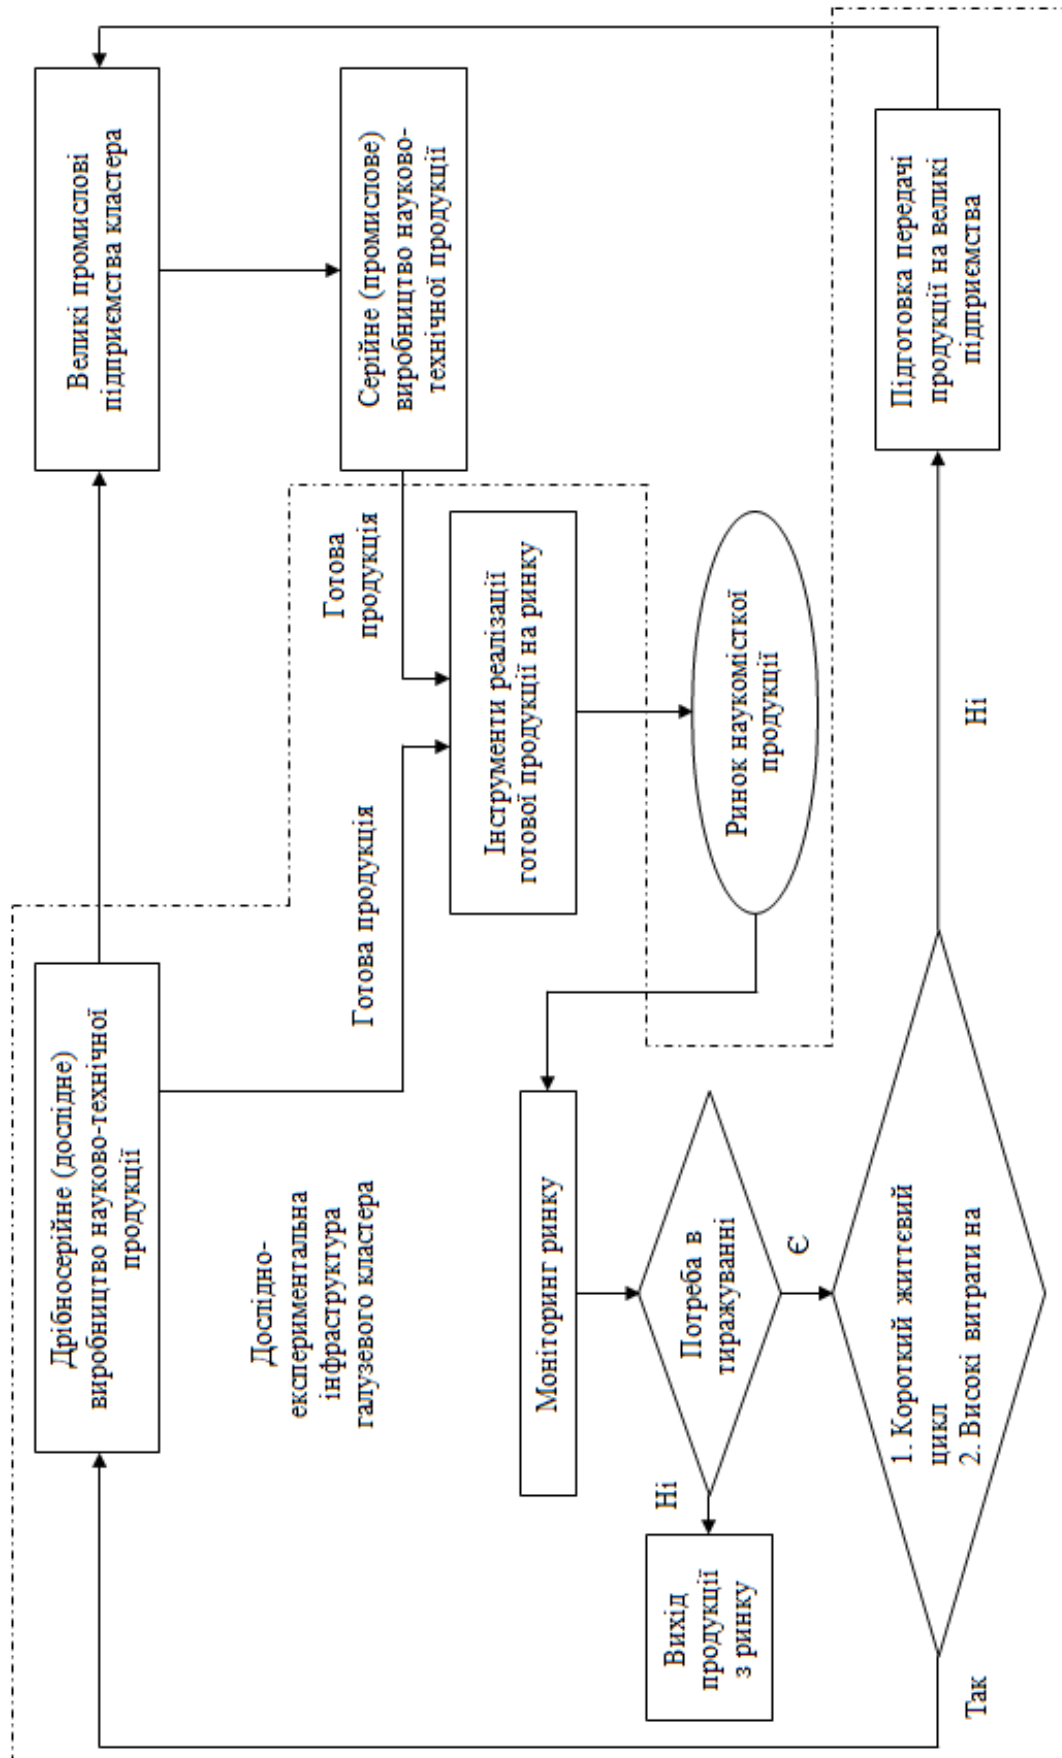 Дрібносерійне (дослідне)
виробництво науково-технічної
продукції
Великі промислові
підприємства кластера
Дослідно-
експериментальна
інфраструктура
галузевого кластера
Готова продукція
Готова
продукція
Серійне (промислове)
виробництво науково-
технічної продукції
Інструменти реалізації
готової продукції на ринку
Моніторинг ринку
Ринок наукомісткої
продукції
Ні
Вихід
продукції
з ринку
Потреба в
тиражуванні
Є
1. Короткий життєвий
цикл
2. Високі витрати на
Підготовка передачі
продукції на великі
підприємства
Так
Ні